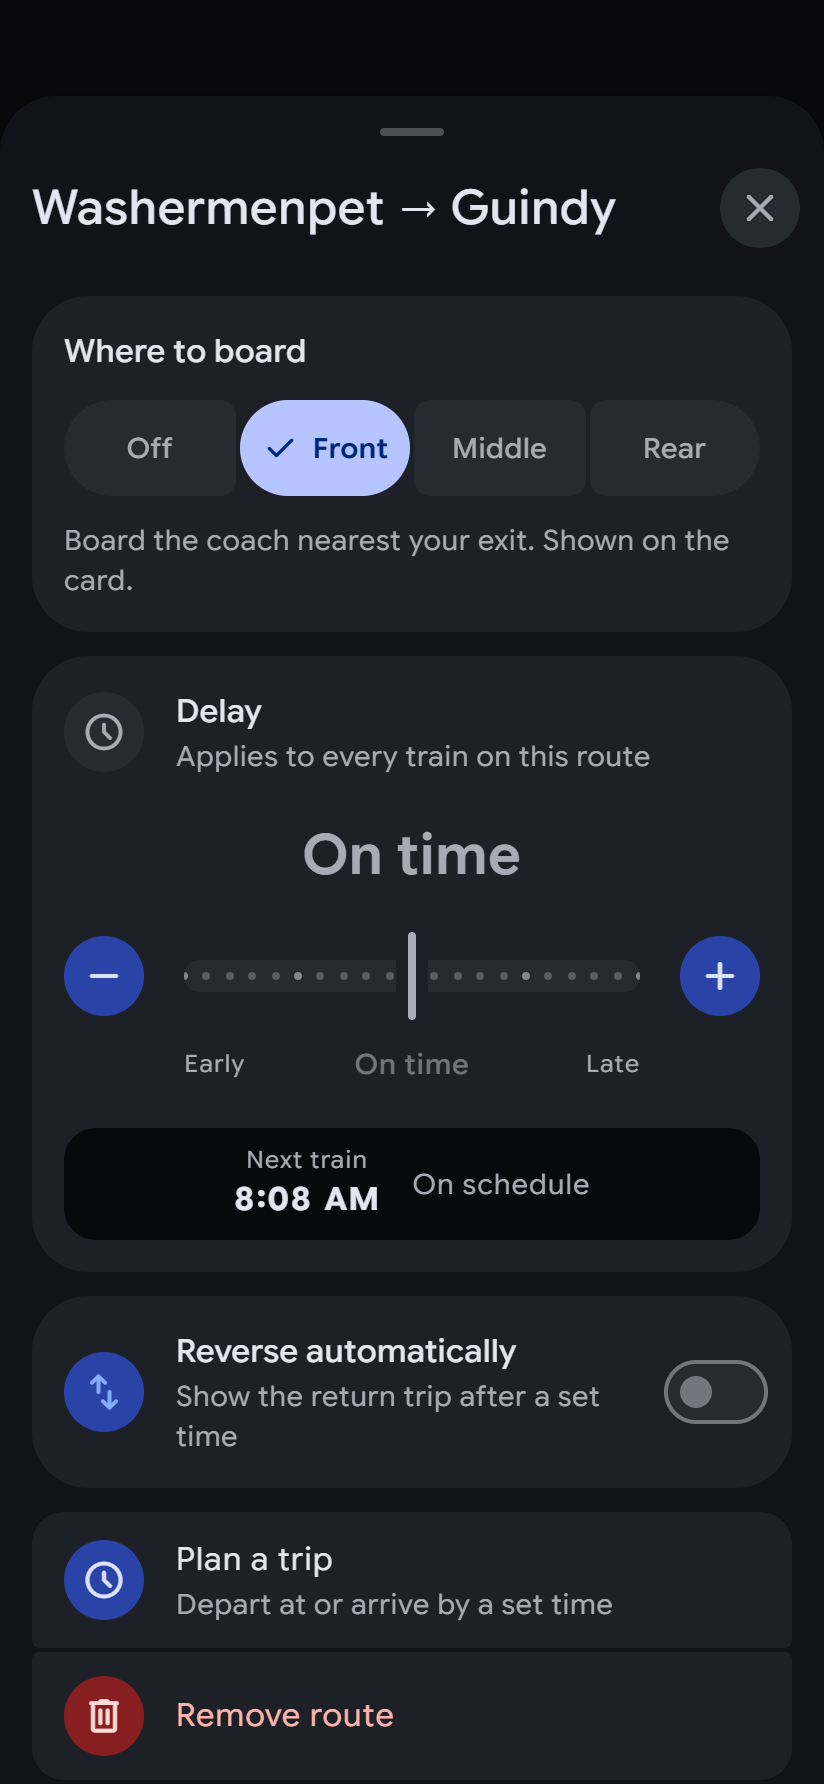 Washermenpet → Guindy
Where to board
Off
Front
Middle
Rear
Board the coach nearest your exit. Shown on the
card.
Delay
Applies to every train on this route
On time
Early
On time
Late
Next train
8:08 AM
On schedule
Reverse automatically
Show the return trip after a set
time
Plan a trip
Depart at or arrive by a set time
Remove route